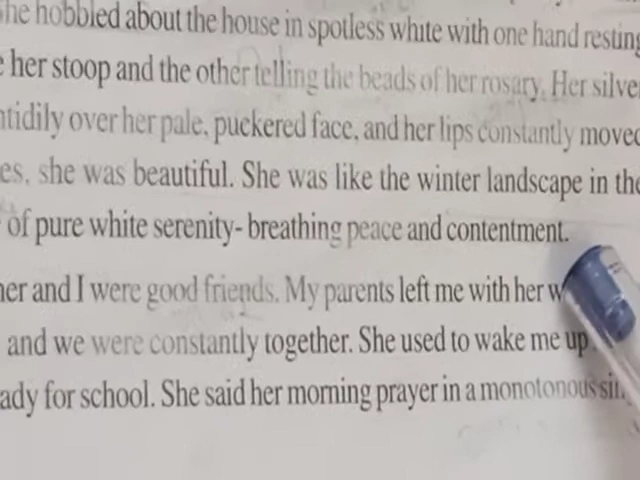 he hobbled about the house in spotless white with one hand resting
her stoop and the other telling the beads of her rosary. Her silve
ntidily over her pale, puckered face, and her lips constantly moved
es, she was beautiful. She was like the winter landscape in the
of pure white serenity- breathing peace and contentment.
her and I were good friends. My parents left me with her w
and we were constantly together. She used to wake me up
ady for school. She said her morning prayer in a monotonous sin